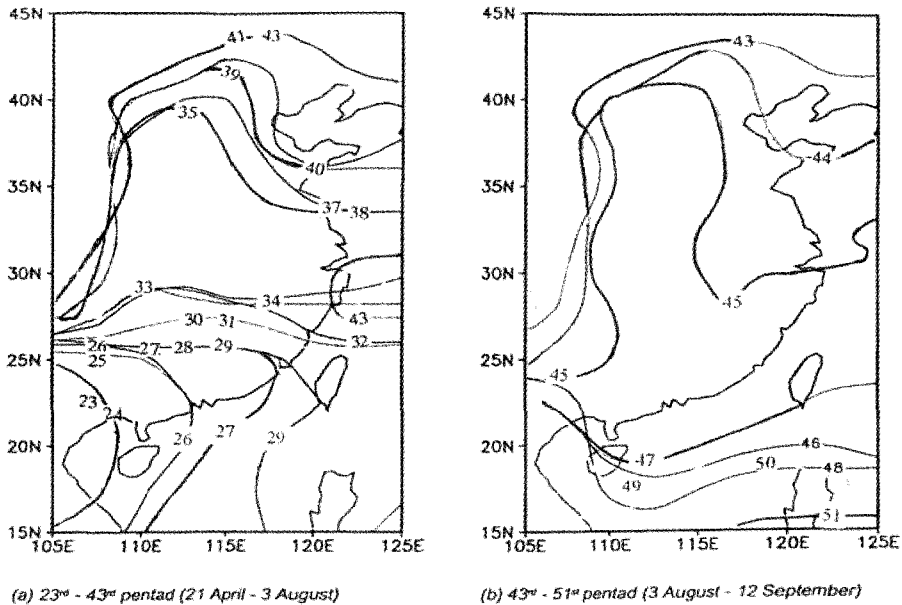 45N
40N
35N
30N
25N
20N
15N
105E 110E 115E 120E 125E
41- 43
39
35
40
37-38
33
34
43
30 31
32
26 27 28 29
25
23
24
26
27
29
(a) 23rd - 43rd pentad (21 April - 3 August)
45N
40N
35N
30N
25N
20N
15N
105E 110E 115E 120E 125E
43
44
45
45
46
47
50 48
49
51
(b) 43rd - 51st pentad (3 August - 12 September)